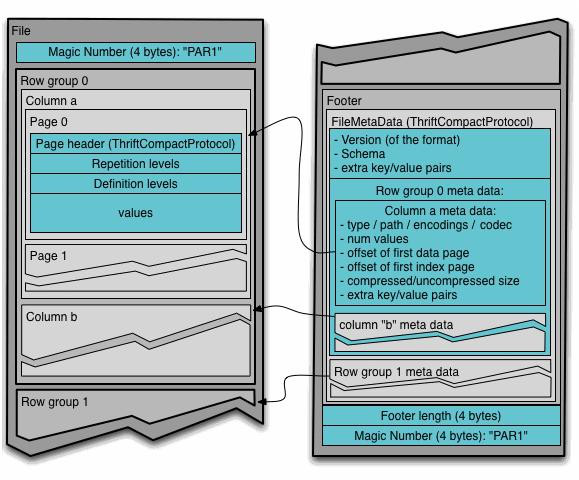 File
Magic Number (4 bytes): "PAR1"
Row group 0
Column a
Page 0
Page header (ThriftCompactProtocol)
Repetition levels
Definition levels
values
Page 1
Column b
Row group 1
Footer
FileMetaData (ThriftCompactProtocol)
- Version (of the format)
- Schema
- extra key/value pairs
Row group 0 meta data:
Column a meta data:
- type / path / encodings / codec
- num values
- offset of first data page
- offset of first index page
- compressed/uncompressed size
- extra key/value pairs
column "b" meta data
Row group 1 meta data
Footer length (4 bytes)
Magic Number (4 bytes): "PAR1"